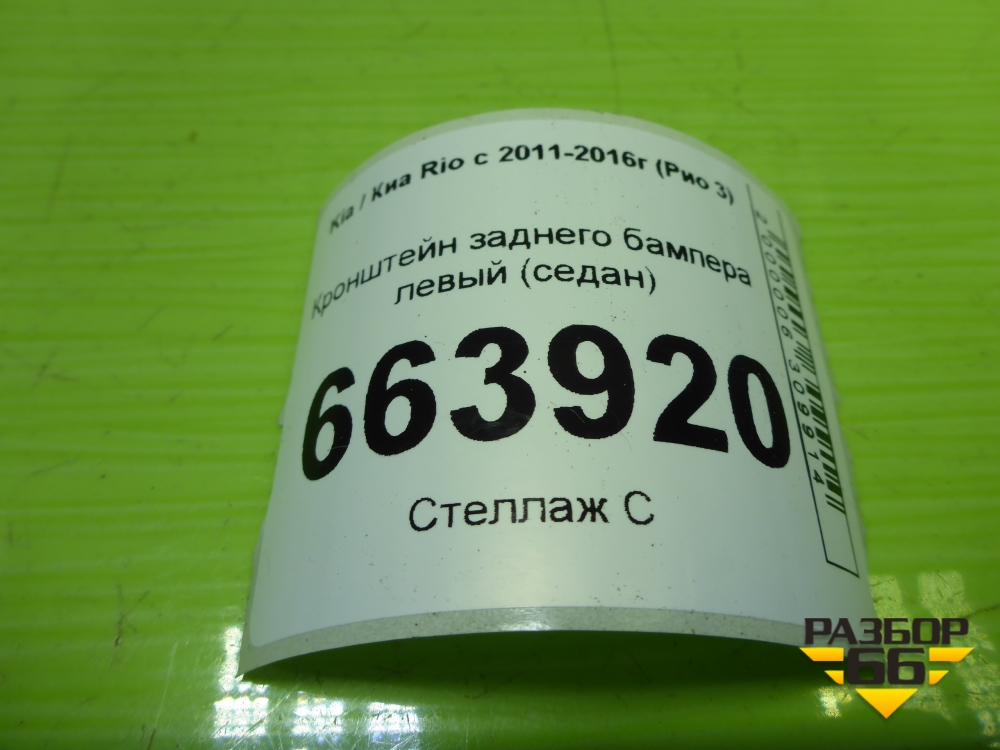 Kia / Киа Rio с 2011-2016г (Рио 3)
Кронштейн заднего бампера
левый (седан)
663920
Стеллаж С
2000006309914
РАЗБОР
66